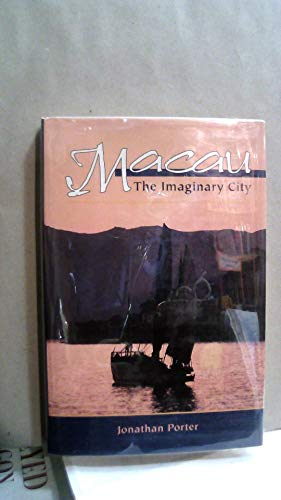 Macau
The Imaginary City
Jonathan Porter